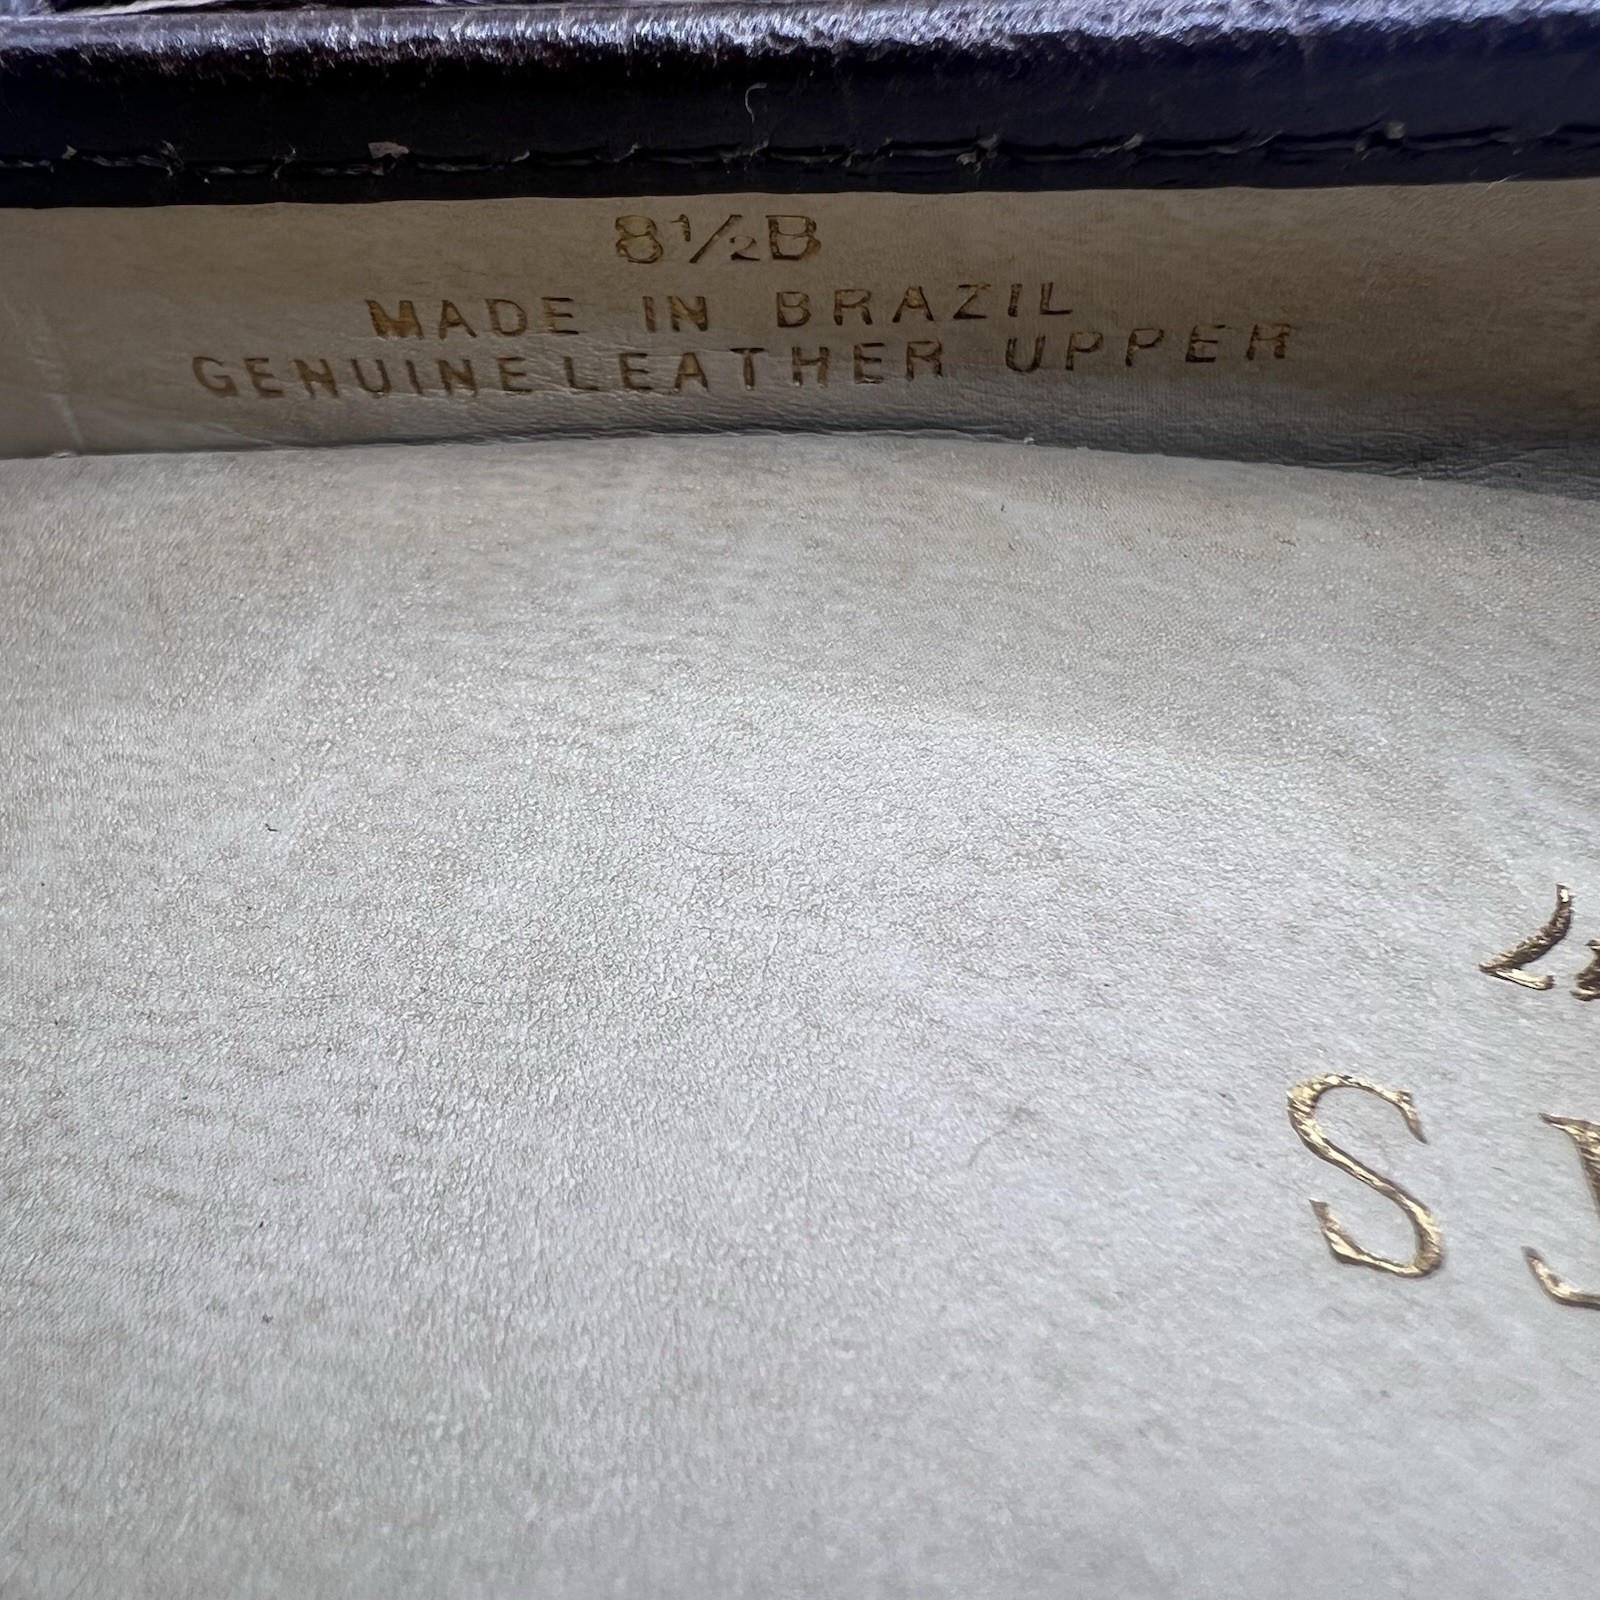 8½B
MADE IN BRAZIL
GENUINE LEATHER UPPER
S